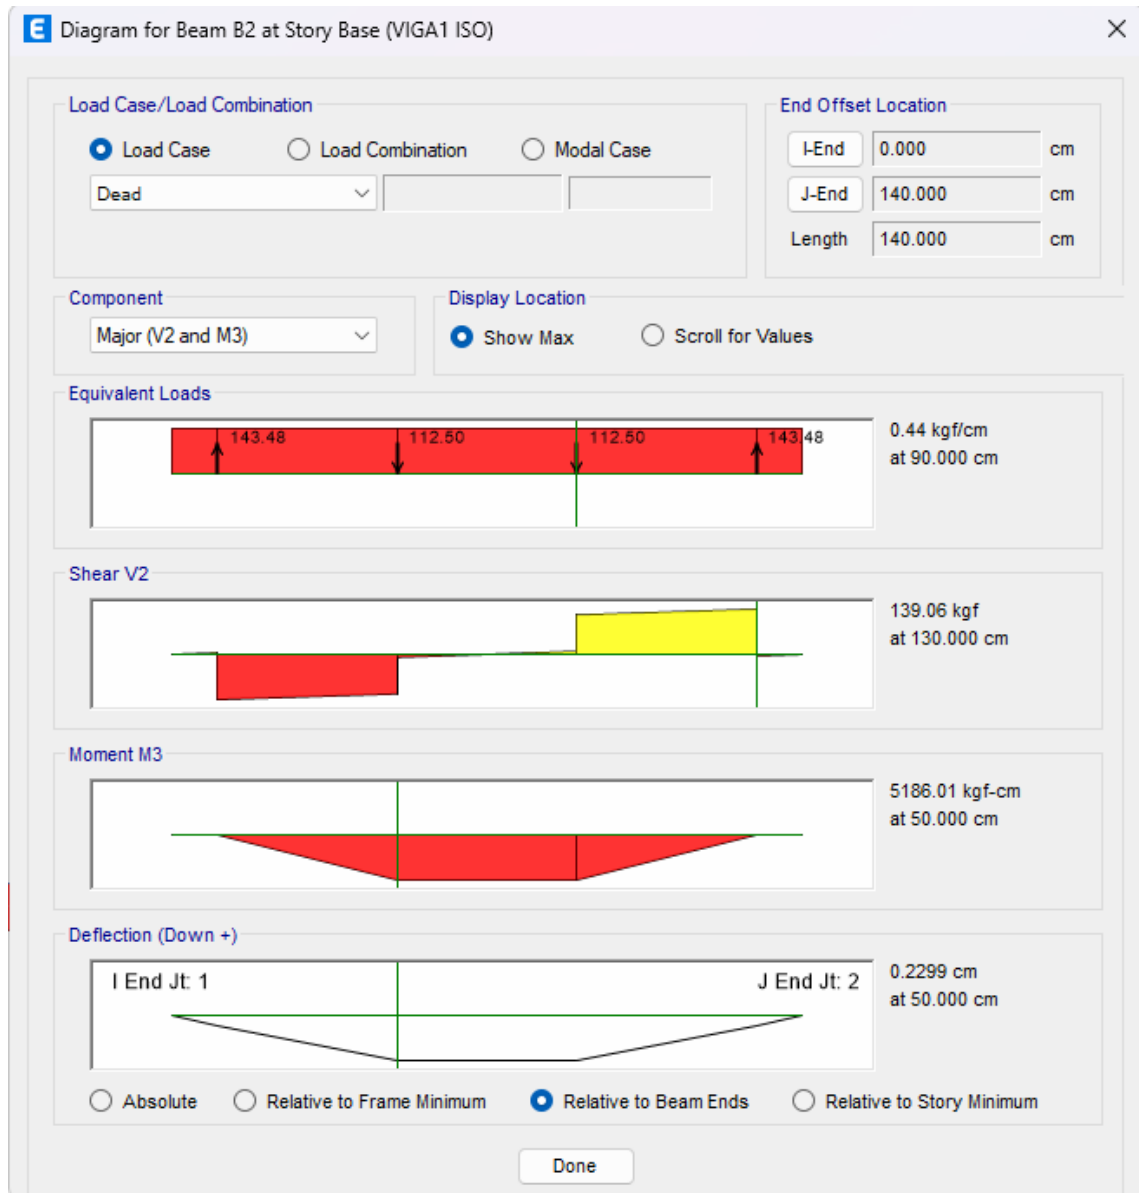 E Diagram for Beam B2 at Story Base (VIGA1 ISO)
Load Case/Load Combination
Load Case Load Combination Modal Case
Dead
End Offset Location
I-End 0.000 cm
J-End 140.000 cm
Length 140.000 cm
Component
Major (V2 and M3)
Display Location
Show Max Scroll for Values
Equivalent Loads
143.48 112.50 112.50 143.48
0.44 kgf/cm
at 90.000 cm
Shear V2
139.06 kgf
at 130.000 cm
Moment M3
5186.01 kgf-cm
at 50.000 cm
Deflection (Down +)
I End Jt: 1 J End Jt: 2
0.2299 cm
at 50.000 cm
Absolute Relative to Frame Minimum Relative to Beam Ends Relative to Story Minimum
Done